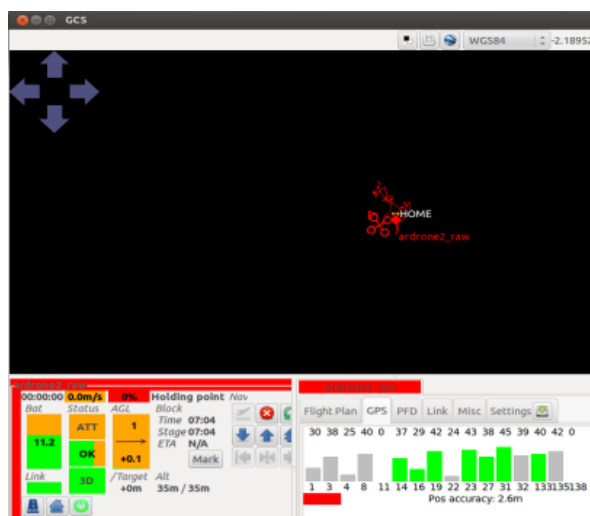 GCS
WGS84 -2.1895
HOME
ardrone2_raw
ardrone2_raw
00:00:00 0.0m/s 0% Holding point Nav
Bat Status AGL Block
Time 07:04
Stage 07:04
ETA N/A
Mark
ATT 1
11.2
OK
+0.1
Link 3D /Target Alt
+0m 35m / 35m
ardrone2_raw
Flight Plan GPS PFD Link Misc Settings
30 38 25 40 0 37 29 42 24 43 38 45 39 40 42 0
1 3 4 8 11 14 16 19 22 23 27 31 32 133135138
Pos accuracy: 2.6m